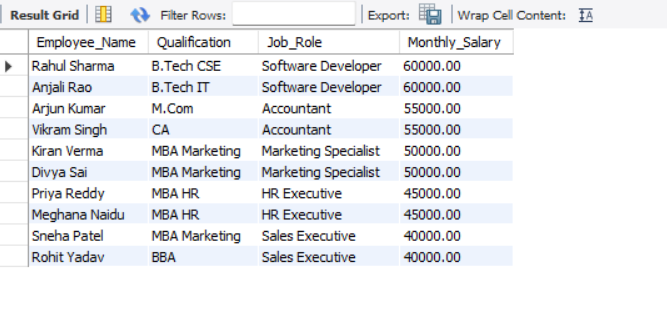 Result Grid Filter Rows: Export: Wrap Cell Content: IA
Employee_Name Qualification Job_Role Monthly_Salary
Rahul Sharma B.Tech CSE Software Developer 60000.00
Anjali Rao B.Tech IT Software Developer 60000.00
Arjun Kumar M.Com Accountant 55000.00
Vikram Singh CA Accountant 55000.00
Kiran Verma MBA Marketing Marketing Specialist 50000.00
Divya Sai MBA Marketing Marketing Specialist 50000.00
Priya Reddy MBA HR HR Executive 45000.00
Meghana Naidu MBA HR HR Executive 45000.00
Sneha Patel MBA Marketing Sales Executive 40000.00
Rohit Yadav BBA Sales Executive 40000.00